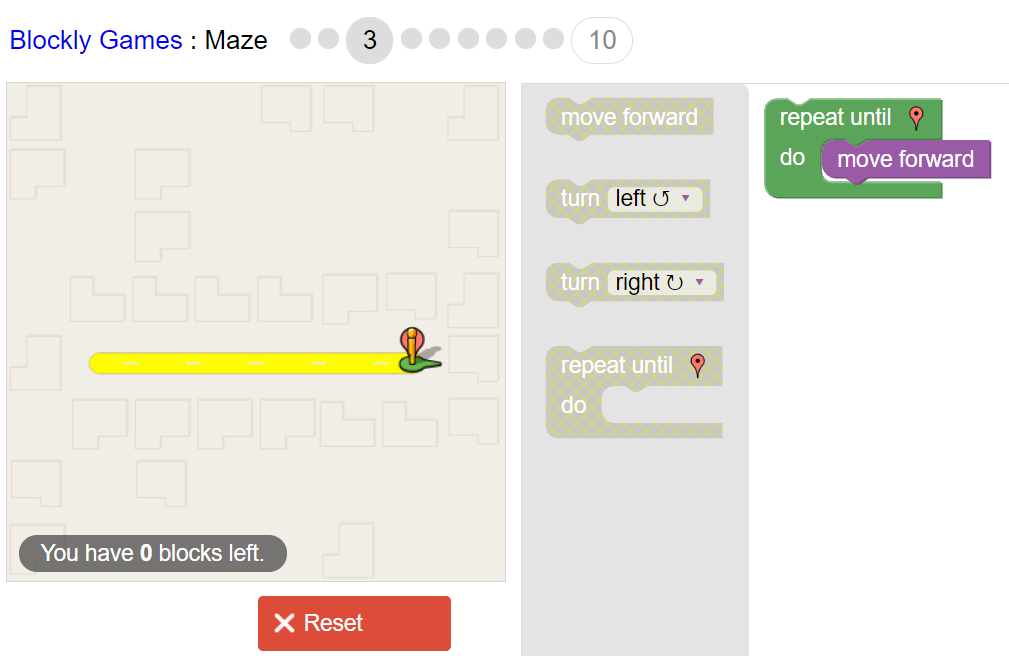 Blockly Games : Maze 3 10
move forward
turn left ↺ ▾
turn right ↻ ▾
repeat until
do
repeat until
do move forward
You have 0 blocks left.
Reset